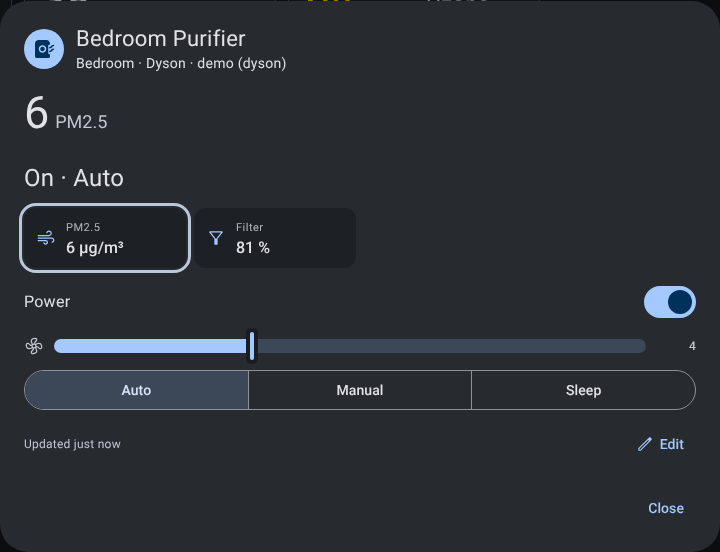 Bedroom Purifier
Bedroom · Dyson · demo (dyson)
6 PM2.5
On · Auto
PM2.5
6 µg/m³
Filter
81 %
Power
4
Auto
Manual
Sleep
Updated just now
Edit
Close